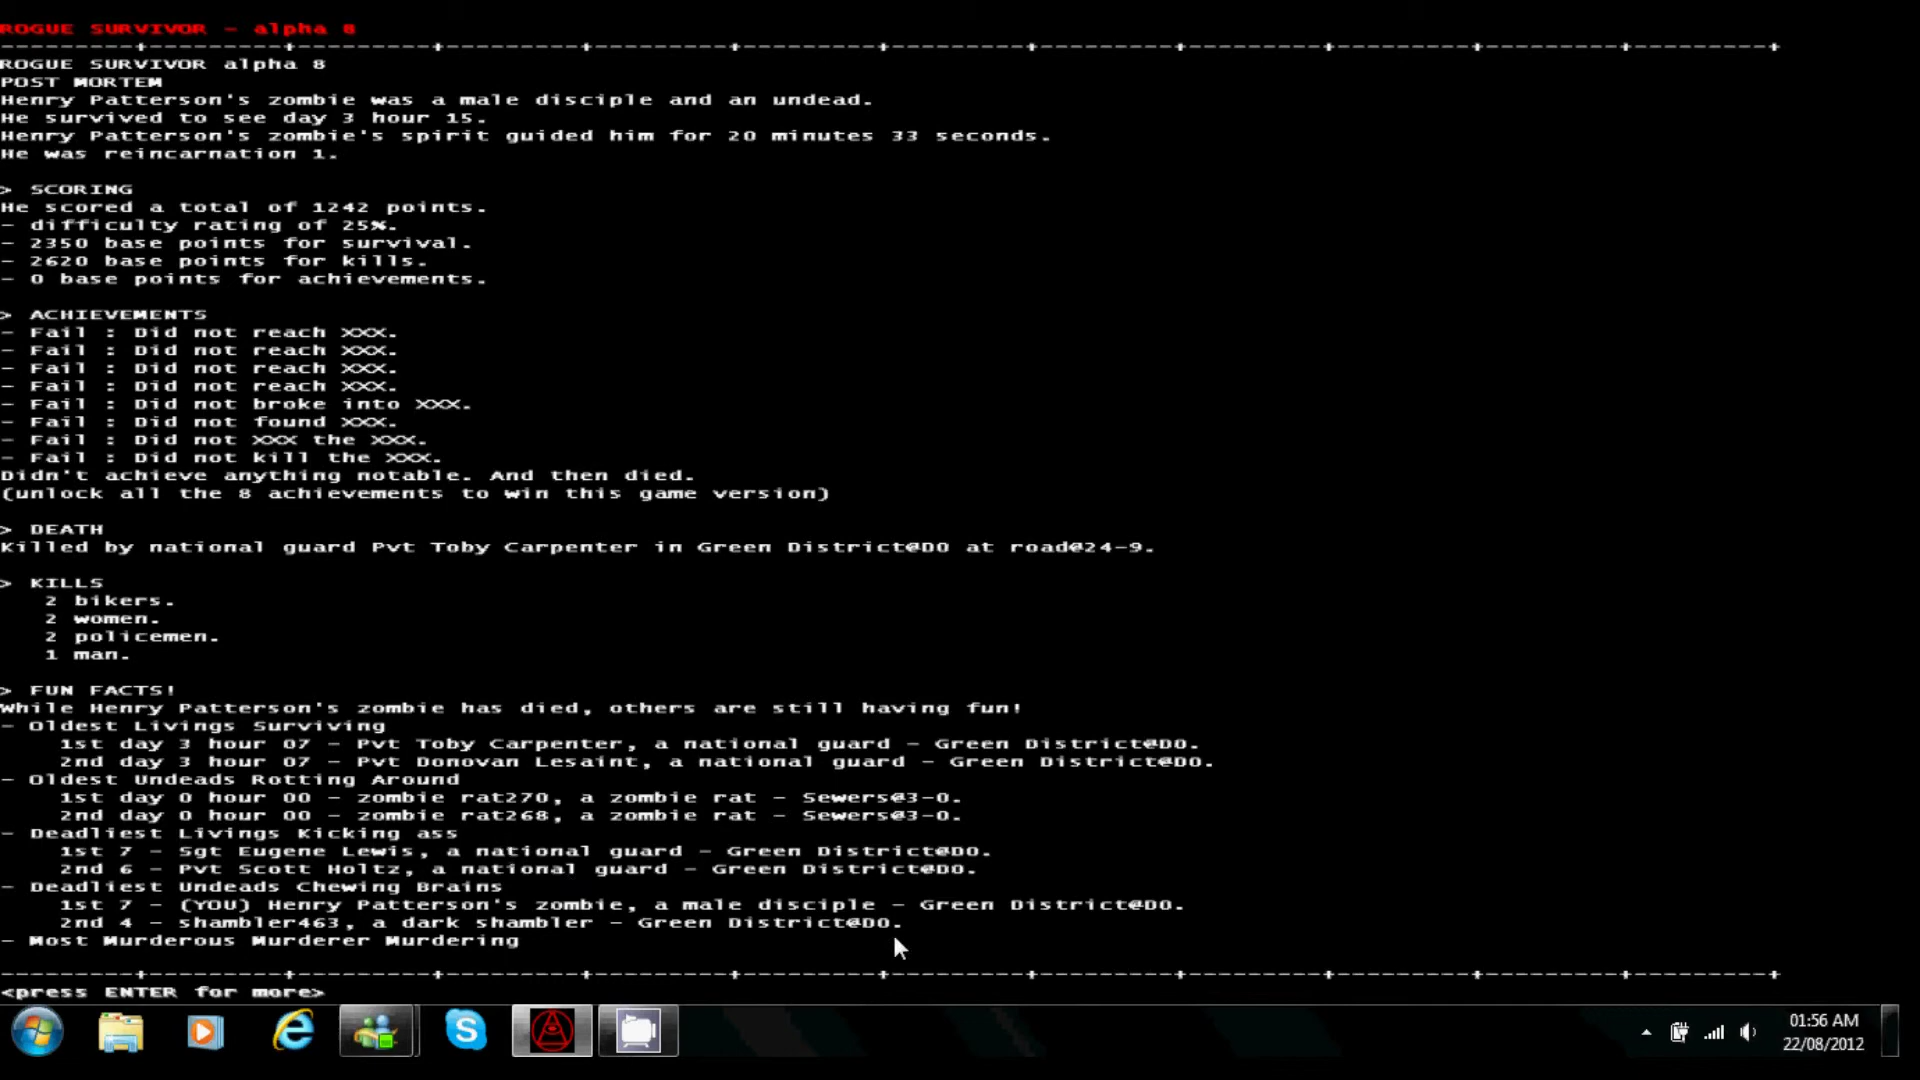 ROGUE SURVIVOR - alpha 8
ROGUE SURVIVOR alpha 8
POST MORTEM
Henry Patterson's zombie was a male disciple and an undead.
He survived to see day 3 hour 15.
Henry Patterson's zombie's spirit guided him for 20 minutes 33 seconds.
He was reincarnation 1.
> SCORING
He scored a total of 1242 points.
- difficulty rating of 25%.
- 2350 base points for survival.
- 2620 base points for kills.
- 0 base points for achievements.
> ACHIEVEMENTS
- Fail : Did not reach XXX.
- Fail : Did not reach XXX.
- Fail : Did not reach XXX.
- Fail : Did not reach XXX.
- Fail : Did not broke into XXX.
- Fail : Did not found XXX.
- Fail : Did not XXX the XXX.
- Fail : Did not kill the XXX.
Didn't achieve anything notable. And then died.
(unlock all the 8 achievements to win this game version)
> DEATH
Killed by national guard Pvt Toby Carpenter in Green District@D0 at road@24-9.
> KILLS
2 bikers.
2 women.
2 policemen.
1 man.
> FUN FACTS!
While Henry Patterson's zombie has died, others are still having fun!
- Oldest Livings Surviving
1st day 3 hour 07 - Pvt Toby Carpenter, a national guard - Green District@D0.
2nd day 3 hour 07 - Pvt Donovan Lesaint, a national guard - Green District@D0.
- Oldest Undeads Rotting Around
1st day 0 hour 00 - zombie rat270, a zombie rat - Sewers@3-0.
2nd day 0 hour 00 - zombie rat268, a zombie rat - Sewers@3-0.
- Deadliest Livings Kicking ass
1st 7 - Sgt Eugene Lewis, a national guard - Green District@D0.
2nd 6 - Pvt Scott Holtz, a national guard - Green District@D0.
- Deadliest Undeads Chewing Brains
1st 7 - (YOU) Henry Patterson's zombie, a male disciple - Green District@D0.
2nd 4 - shambler463, a dark shambler - Green District@D0.
- Most Murderous Murderer Murdering
<press ENTER for more>
01:56 AM
22/08/2012